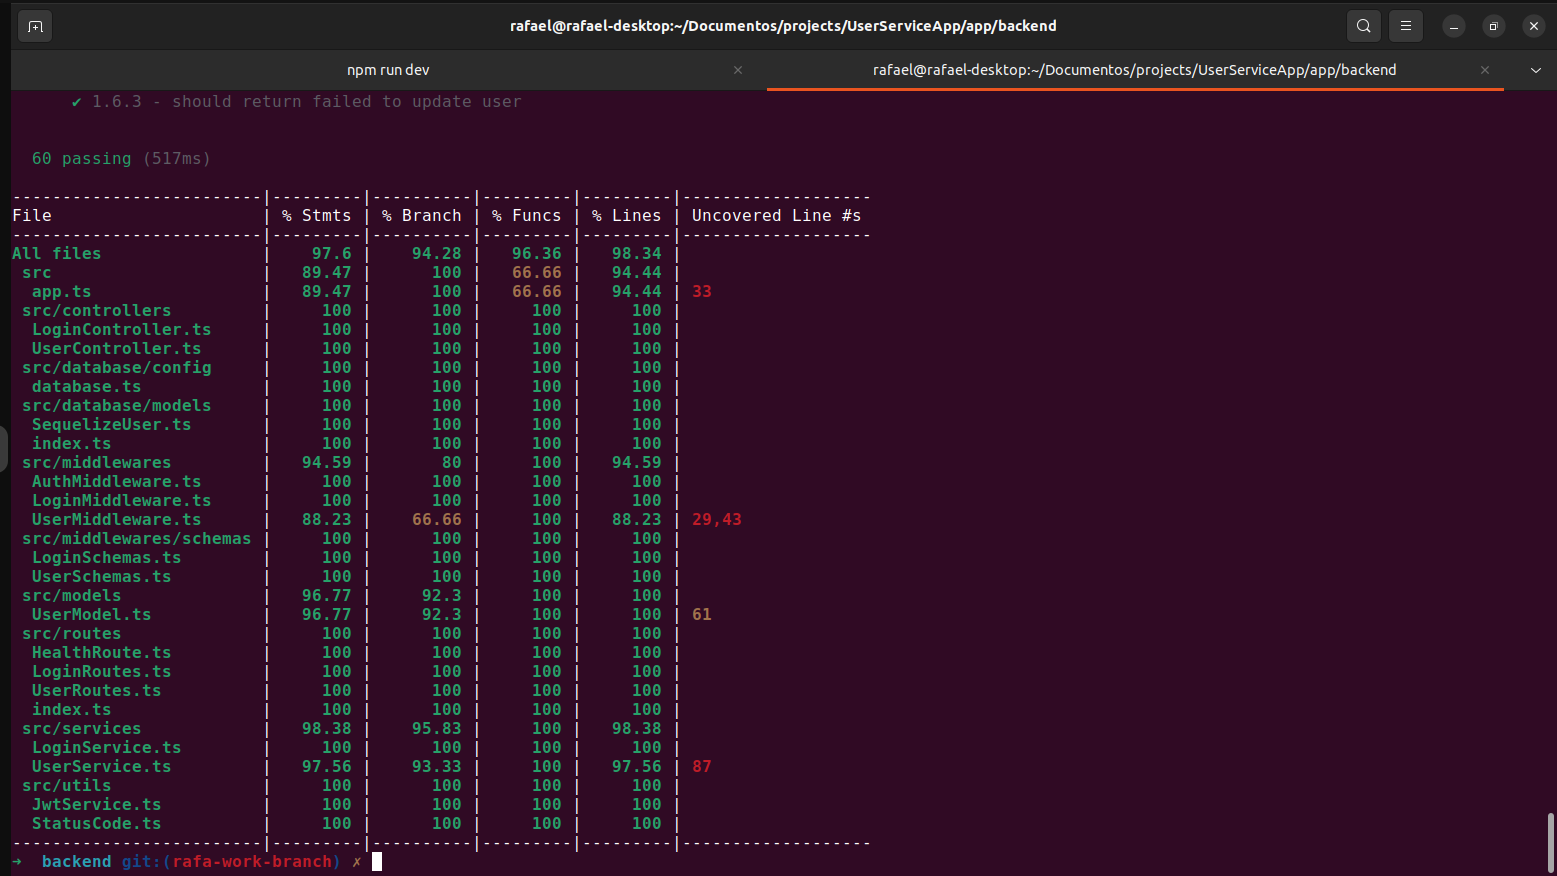 rafael@rafael-desktop:~/Documentos/projects/UserServiceApp/app/backend
npm run dev
rafael@rafael-desktop:~/Documentos/projects/UserServiceApp/app/backend
✔ 1.6.3 - should return failed to update user
60 passing (517ms)
-------------------------|---------|----------|---------|---------|-------------------
File                     | % Stmts | % Branch | % Funcs | % Lines | Uncovered Line #s
-------------------------|---------|----------|---------|---------|-------------------
All files                |    97.6 |    94.28 |   96.36 |   98.34 |
 src                     |   89.47 |      100 |   66.66 |   94.44 |
  app.ts                 |   89.47 |      100 |   66.66 |   94.44 | 33
 src/controllers         |     100 |      100 |     100 |     100 |
  LoginController.ts     |     100 |      100 |     100 |     100 |
  UserController.ts      |     100 |      100 |     100 |     100 |
 src/database/config     |     100 |      100 |     100 |     100 |
  database.ts            |     100 |      100 |     100 |     100 |
 src/database/models     |     100 |      100 |     100 |     100 |
  SequelizeUser.ts       |     100 |      100 |     100 |     100 |
  index.ts               |     100 |      100 |     100 |     100 |
 src/middlewares         |   94.59 |       80 |     100 |   94.59 |
  AuthMiddleware.ts      |     100 |      100 |     100 |     100 |
  LoginMiddleware.ts     |     100 |      100 |     100 |     100 |
  UserMiddleware.ts      |   88.23 |    66.66 |     100 |   88.23 | 29,43
 src/middlewares/schemas |     100 |      100 |     100 |     100 |
  LoginSchemas.ts        |     100 |      100 |     100 |     100 |
  UserSchemas.ts         |     100 |      100 |     100 |     100 |
 src/models              |   96.77 |     92.3 |     100 |     100 |
  UserModel.ts           |   96.77 |     92.3 |     100 |     100 | 61
 src/routes              |     100 |      100 |     100 |     100 |
  HealthRoute.ts         |     100 |      100 |     100 |     100 |
  LoginRoutes.ts         |     100 |      100 |     100 |     100 |
  UserRoutes.ts          |     100 |      100 |     100 |     100 |
  index.ts               |     100 |      100 |     100 |     100 |
 src/services            |   98.38 |    95.83 |     100 |   98.38 |
  LoginService.ts        |     100 |      100 |     100 |     100 |
  UserService.ts         |   97.56 |    93.33 |     100 |   97.56 | 87
 src/utils               |     100 |      100 |     100 |     100 |
  JwtService.ts          |     100 |      100 |     100 |     100 |
  StatusCode.ts          |     100 |      100 |     100 |     100 |
-------------------------|---------|----------|---------|---------|-------------------
➜  backend git:(rafa-work-branch) ✗